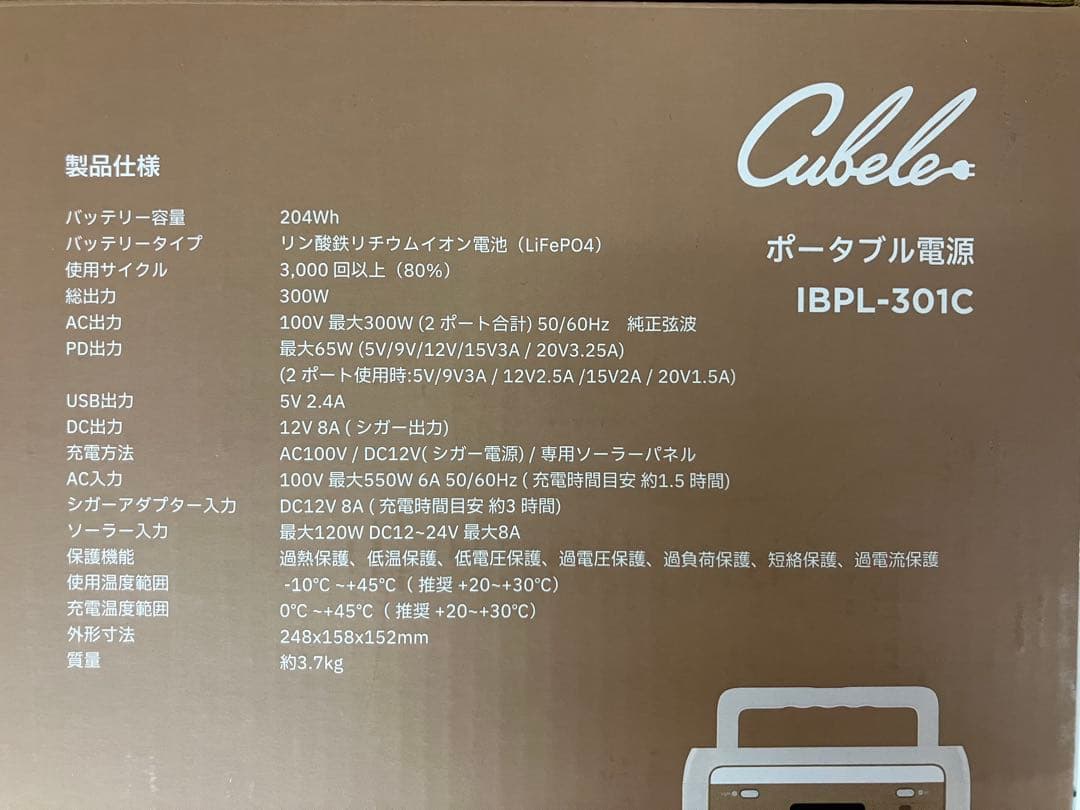 Cubele
ポータブル電源
IBPL-301C
製品仕様
バッテリー容量 204Wh
バッテリータイプ リン酸鉄リチウムイオン電池（LiFePO4）
使用サイクル 3,000 回以上（80%）
総出力 300W
AC出力 100V 最大300W (2 ポート合計) 50/60Hz 純正弦波
PD出力 最大65W (5V/9V/12V/15V3A / 20V3.25A)
(2 ポート使用時:5V/9V3A / 12V2.5A /15V2A / 20V1.5A)
USB出力 5V 2.4A
DC出力 12V 8A ( シガー出力)
充電方法 AC100V / DC12V( シガー電源) / 専用ソーラーパネル
AC入力 100V 最大550W 6A 50/60Hz ( 充電時間目安 約1.5 時間)
シガーアダプター入力 DC12V 8A ( 充電時間目安 約3 時間)
ソーラー入力 最大120W DC12~24V 最大8A
保護機能 過熱保護、低温保護、低電圧保護、過電圧保護、過負荷保護、短絡保護、過電流保護
使用温度範囲 -10℃ ~+45℃（ 推奨 +20~+30℃）
充電温度範囲 0℃ ~+45℃（ 推奨 +20~+30℃）
外形寸法 248x158x152mm
質量 約3.7kg